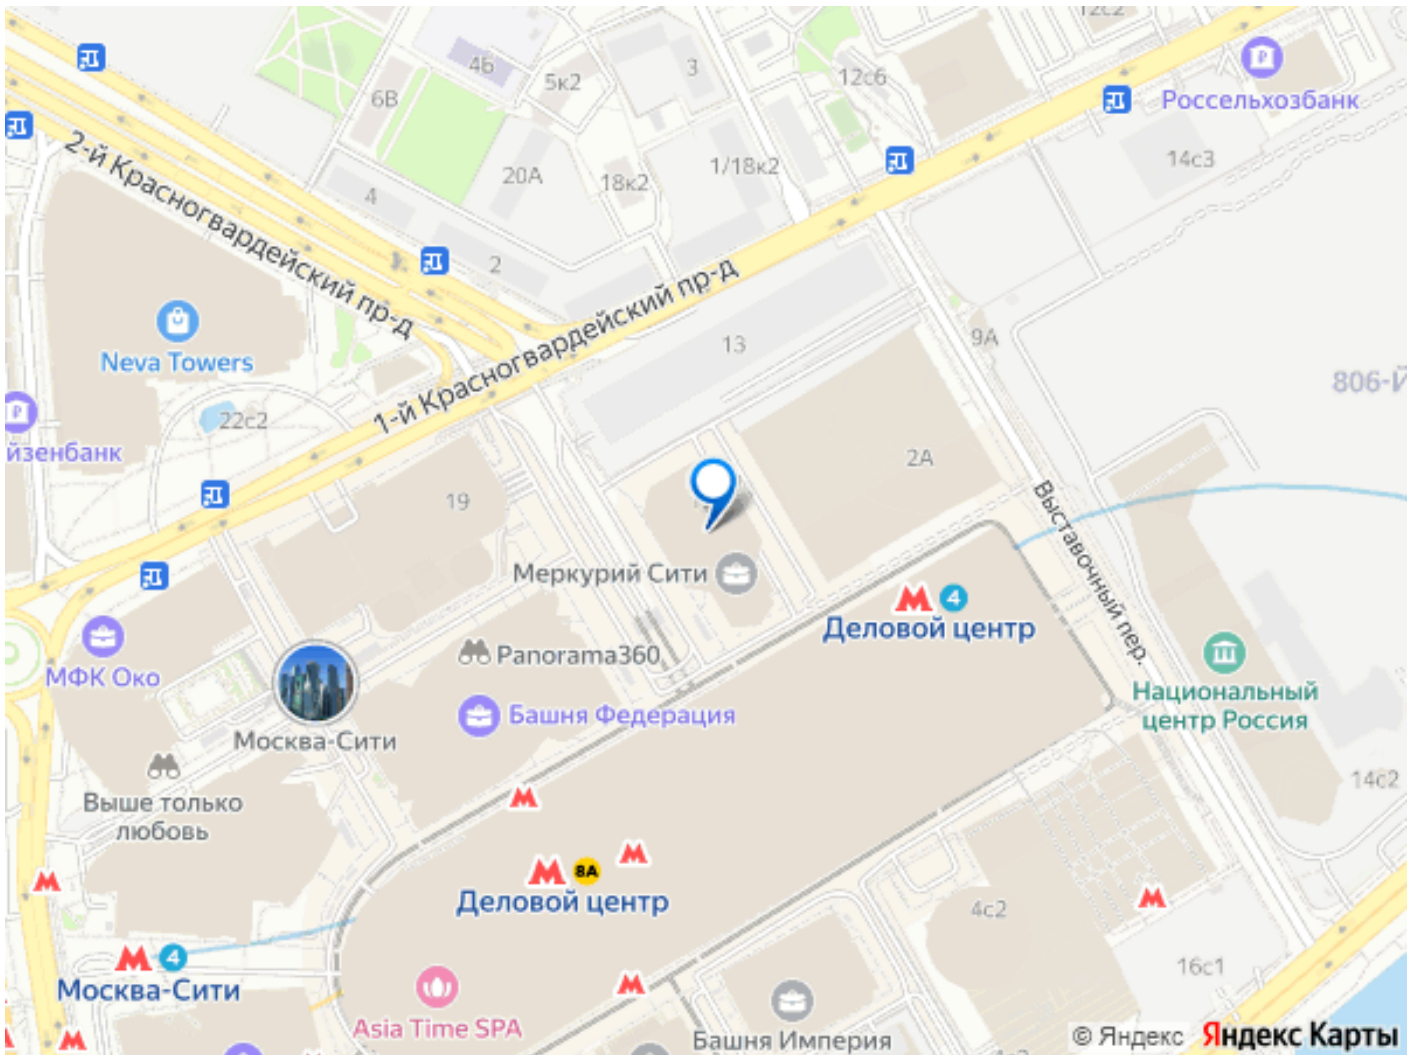 12с2
4Б
3
5к2
12с6
6В
Россельхозбанк
2-й Красногвардейский пр-д
14с3
1/18к2
20А
18к2
4
2
1-й Красногвардейский пр-д
13
9А
Neva Towers
806-Й
22с2
йзенбанк
2А
19
Выставочный пер.
Меркурий Сити
4
Деловой центр
Panorama360
МФК Око
Национальный
центр Россия
Башня Федерация
Москва-Сити
14с2
Выше только
любовь
8А
Деловой центр
4с2
4
Москва-Сити
16с1
Asia Time SPA
Башня Империя
© Яндекс Яндекс Карты